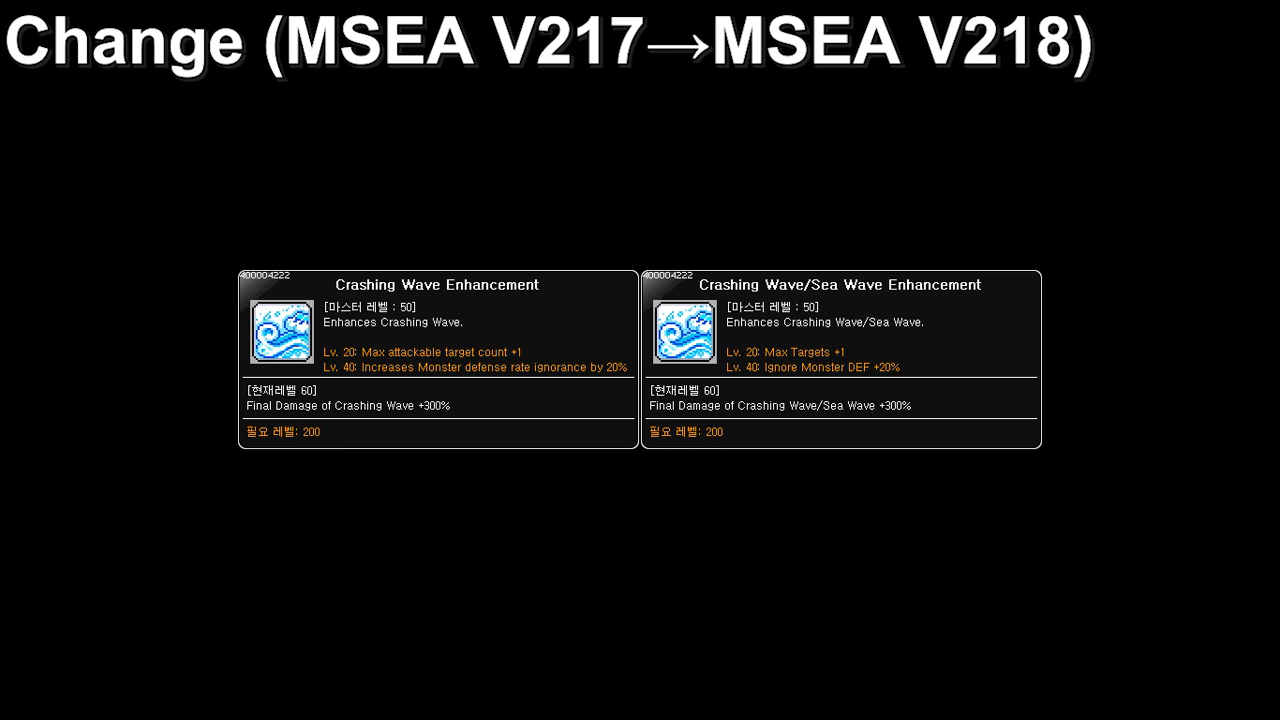 Change (MSEA V217→MSEA V218)
400004222
Crashing Wave Enhancement
[마스터 레벨 : 50]
Enhances Crashing Wave.
Lv. 20: Max attackable target count +1
Lv. 40: Increases Monster defense rate ignorance by 20%
[현재레벨 60]
Final Damage of Crashing Wave +300%
필요 레벨: 200
400004222
Crashing Wave/Sea Wave Enhancement
[마스터 레벨 : 50]
Enhances Crashing Wave/Sea Wave.
Lv. 20: Max Targets +1
Lv. 40: Ignore Monster DEF +20%
[현재레벨 60]
Final Damage of Crashing Wave/Sea Wave +300%
필요 레벨: 200